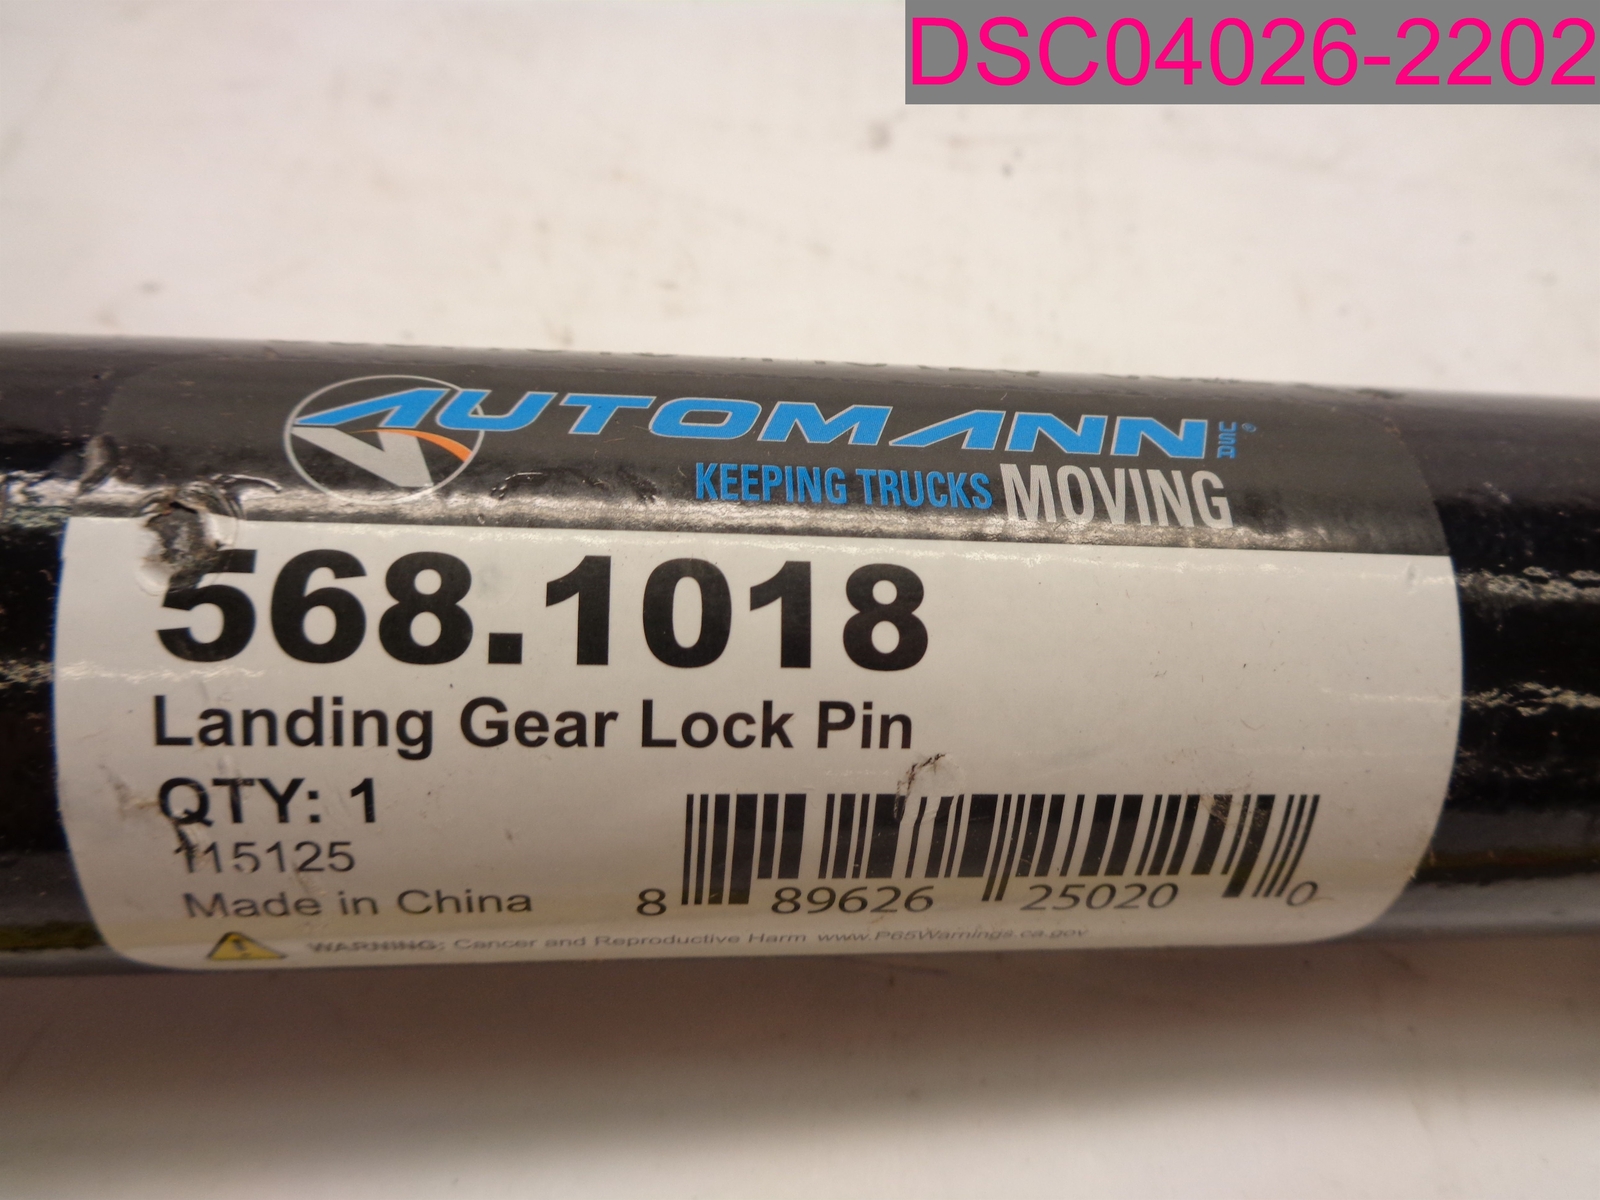 DSC04026-2202
AUTOMANN USA®
KEEPING TRUCKS MOVING
568.1018
Landing Gear Lock Pin
QTY: 1
115125
Made in China
8 89626 25020 0
WARNING: Cancer and Reproductive Harm www.P65Warnings.ca.gov